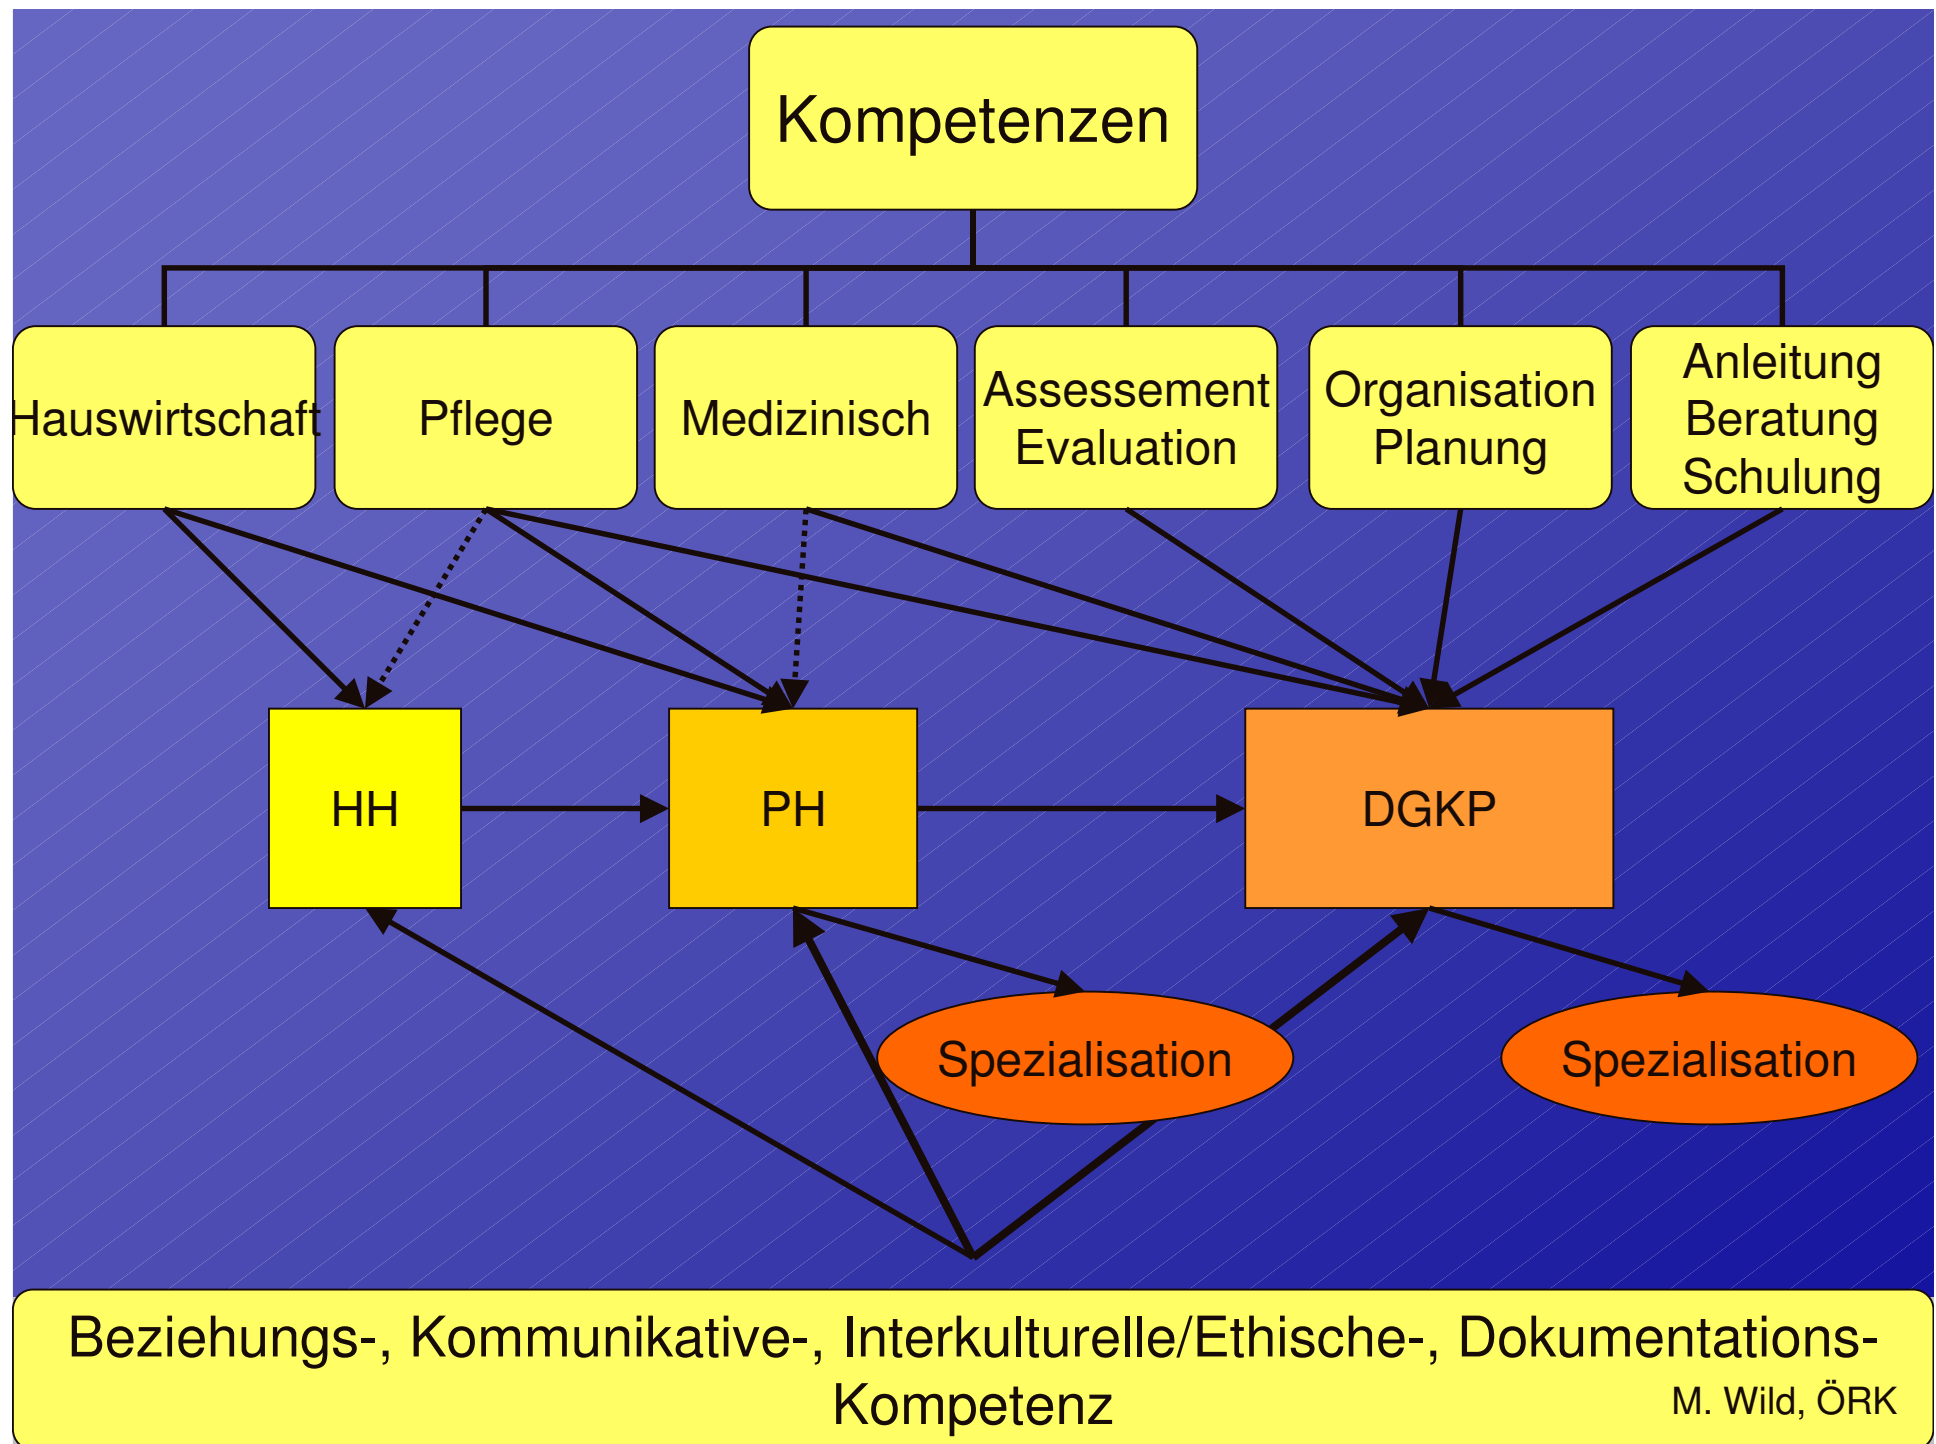 Kompetenzen
Hauswirtschaft
Pflege
Medizinisch
Assessement
Evaluation
Organisation
Planung
Anleitung
Beratung
Schulung
HH
PH
DGKP
Spezialisation
Spezialisation
Beziehungs-, Kommunikative-, Interkulturelle/Ethische-, Dokumentations-
Kompetenz
M. Wild, ÖRK